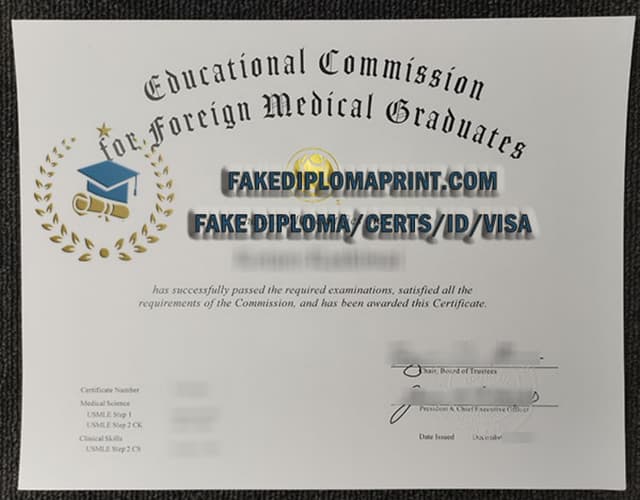 Educational Commission
for Foreign Medical Graduates
FAKEDIPLOMAPRINT.COM
FAKE DIPLOMA/CERTS/ID/VISA
has successfully passed the required examinations, satisfied all the
requirements of the Commission, and has been awarded this Certificate.
Chair, Board of Trustees
Certificate Number
Medical Science
President & Chief Executive Officer
USMLE Step 1
USMLE Step 2 CK
Clinical Skills
Date Issued
USMLE Step 2 CS